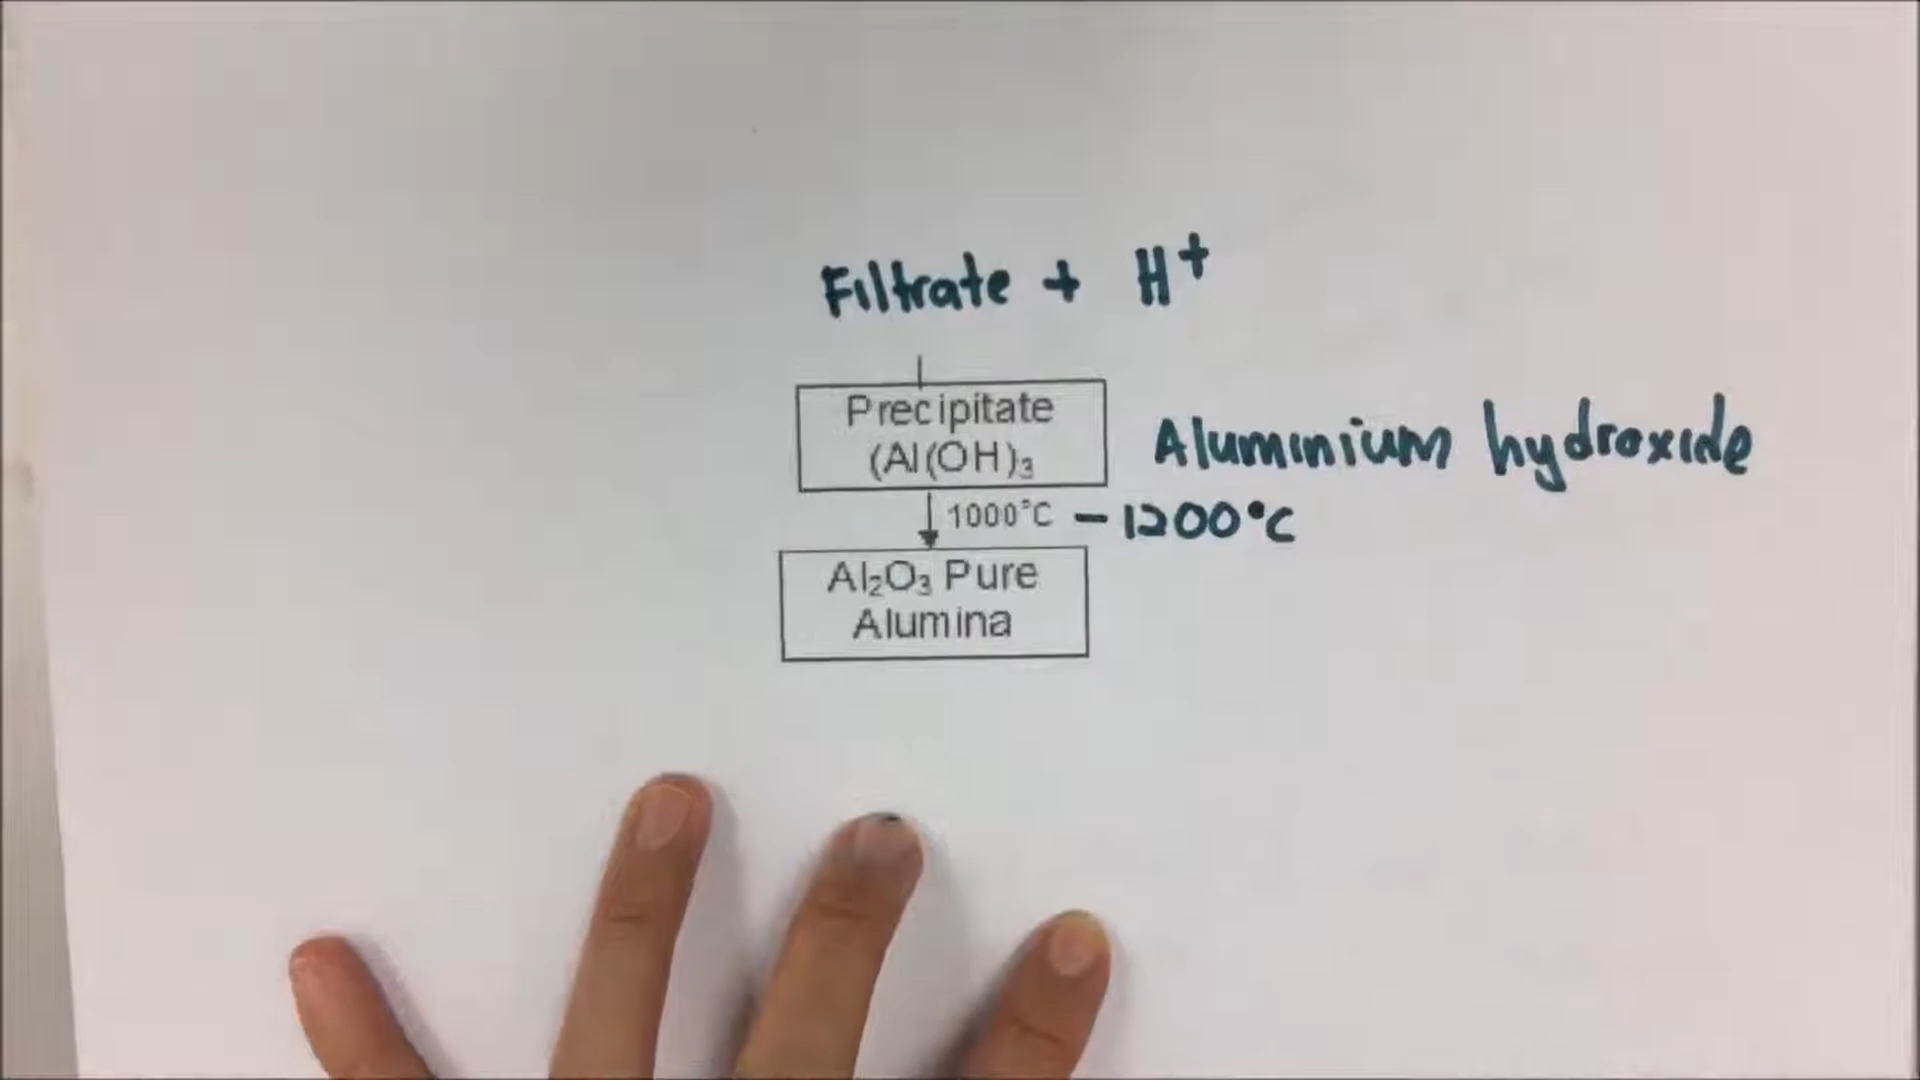 Filtrate + H⁺
Precipitate
(Al(OH)₃
Aluminium hydroxide
1000°C - 1200°C
Al₂O₃ Pure
Alumina